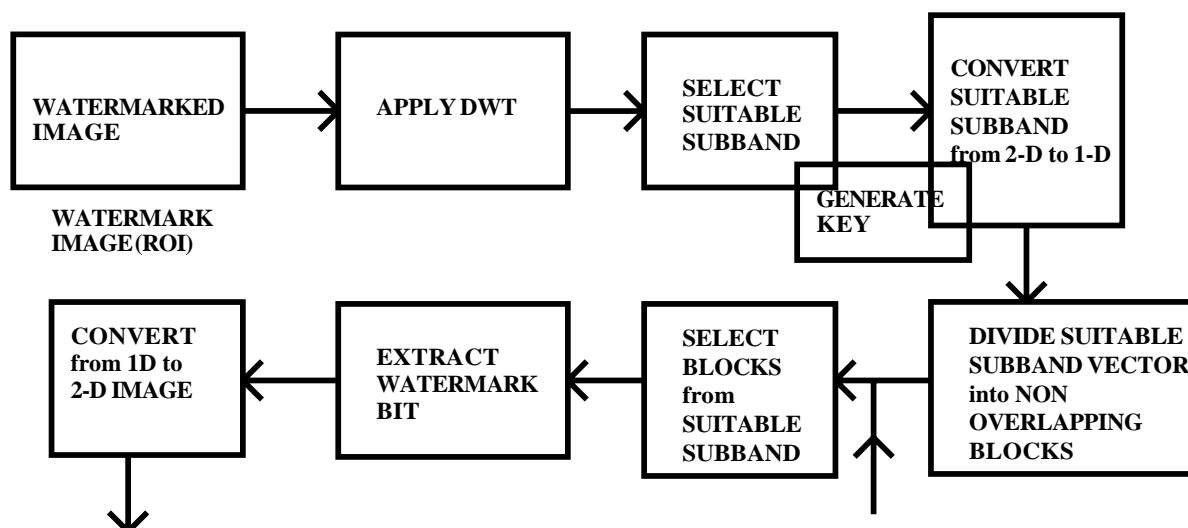 WATERMARKED
IMAGE
APPLY DWT
SELECT
SUITABLE
SUBBAND
CONVERT
SUITABLE
SUBBAND
from 2-D to 1-D
GENERATE
KEY
WATERMARK
IMAGE(ROI)
CONVERT
from 1D to
2-D IMAGE
EXTRACT
WATERMARK
BIT
SELECT
BLOCKS
from
SUITABLE
SUBBAND
DIVIDE SUITABLE
SUBBAND VECTOR
into NON
OVERLAPPING
BLOCKS